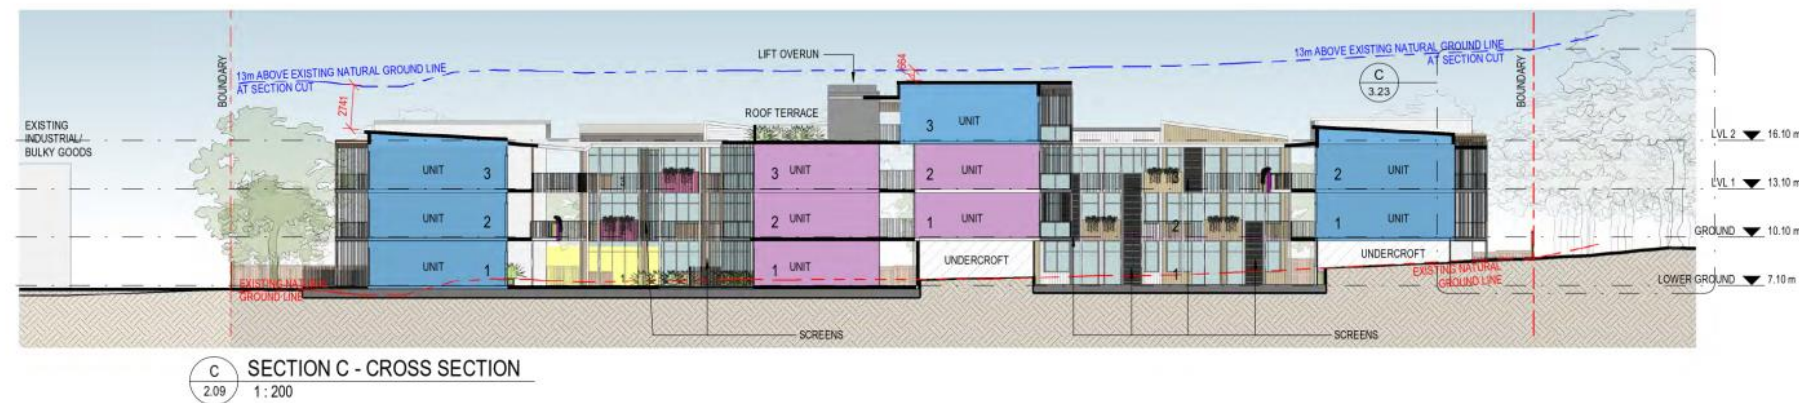 LIFT OVERUN
13m ABOVE EXISTING NATURAL GROUND LINE
AT SECTION CUT
13m ABOVE EXISTING NATURAL GROUND LINE
AT SECTION CUT
BOUNDARY
2741
664
C
3.23
BOUNDARY
EXISTING
INDUSTRIAL/
BULKY GOODS
ROOF TERRACE
3 UNIT
LVL 2 16.10 m
UNIT 3
3
3 UNIT
2 UNIT
3
2 UNIT
LVL 1 13.10 m
UNIT 2
2 UNIT
1 UNIT
2
1 UNIT
GROUND 10.10 m
UNIT 1
1 UNIT
UNDERCROFT
1
UNDERCROFT
EXISTING NATURAL
GROUND LINE
EXISTING NATURAL
GROUND LINE
LOWER GROUND 7.10 m
SCREENS
SCREENS
C
2.09
SECTION C - CROSS SECTION
1 : 200